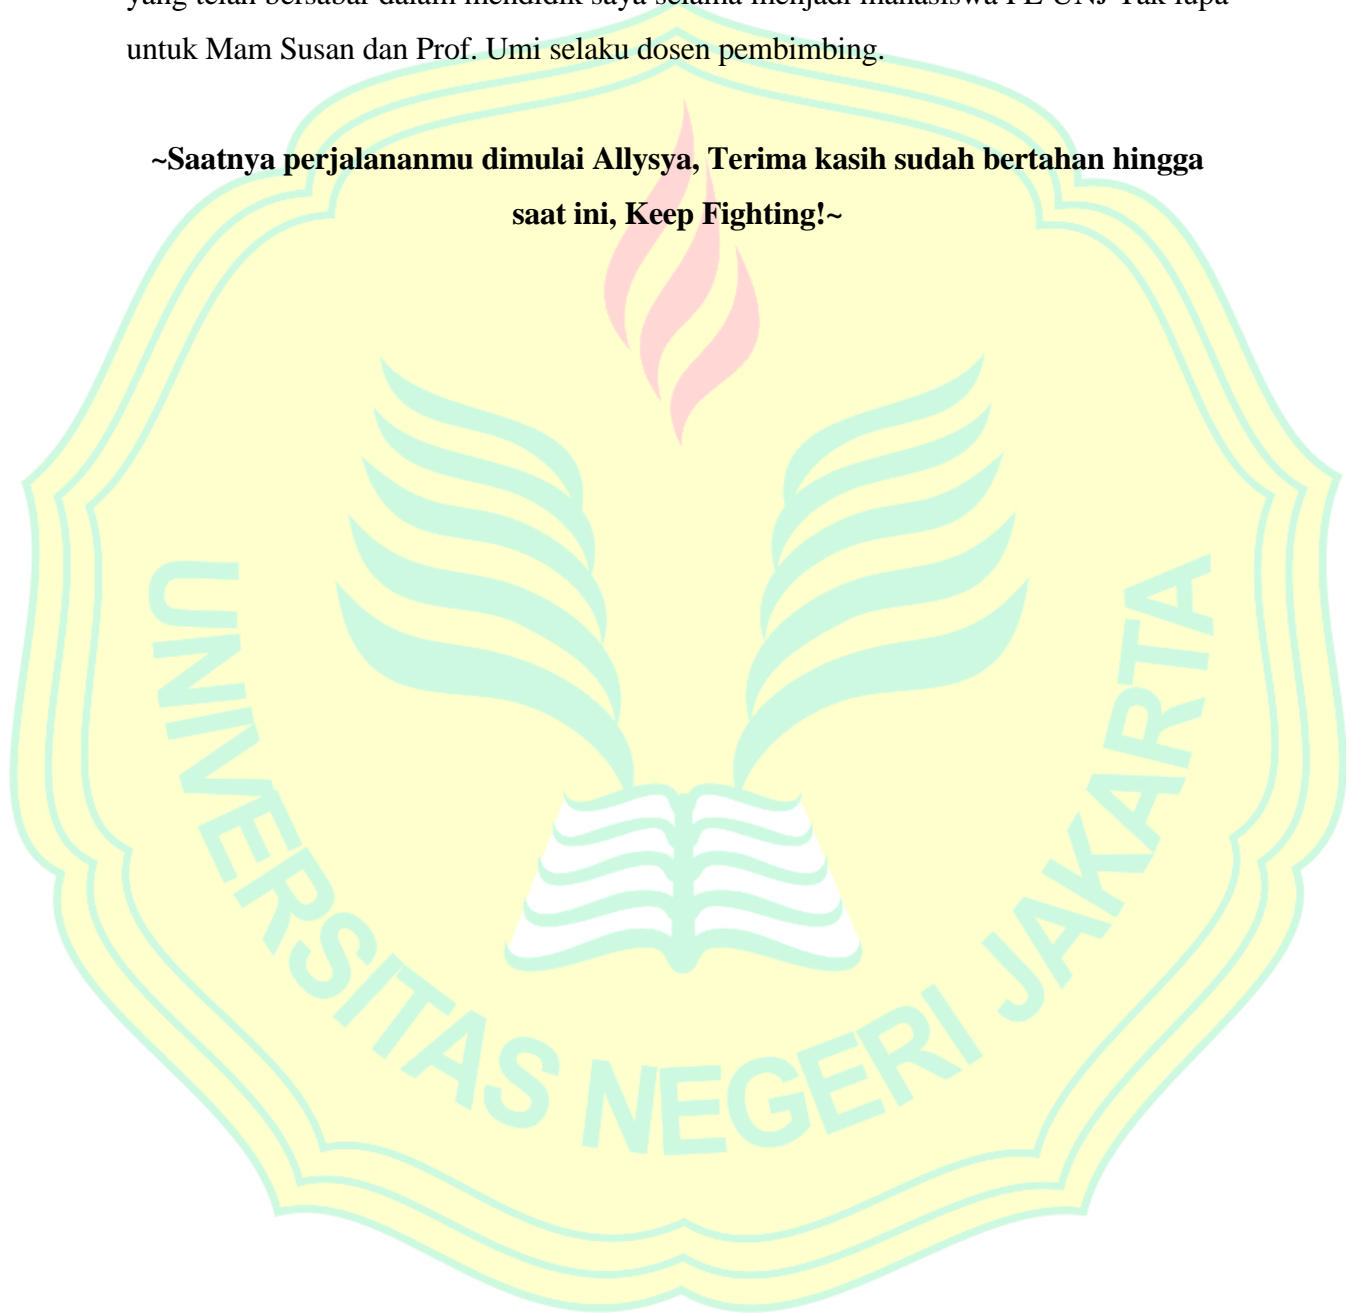 yang telah bersabar dalam mendidik saya selama menjadi mahasiswa FE UNJ Tak lupa
untuk Mam Susan dan Prof. Umi selaku dosen pembimbing.
~Saatnya perjalananmu dimulai Allysya, Terima kasih sudah bertahan hingga
saat ini, Keep Fighting!~
UNIVERSITAS NEGERI JAKARTA